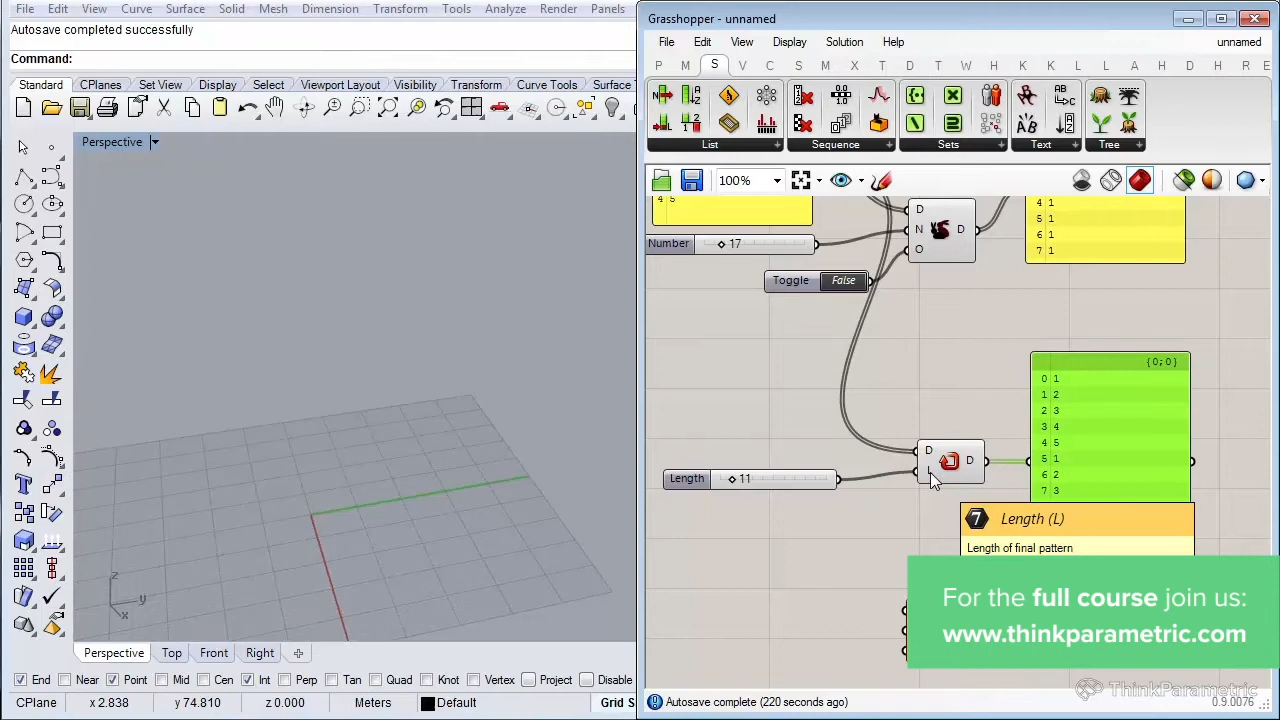 File Edit View Curve Surface Solid Mesh Dimension Transform Tools Analyze Render Panels
Autosave completed successfully
Command:
Standard CPlanes Set View Display Select Viewport Layout Visibility Transform Curve Tools Surface T
Perspective
z
y
x
Perspective Top Front Right
End Near Point Mid Cen Int Perp Tan Quad Knot Vertex Project Disable
CPlane x 2.836 y 74.810 z 0.000 Meters Default Grid S
Grasshopper - unnamed
File Edit View Display Solution Help unnamed
P M S V C S M X T D T W H K K L A H D R E
List Sequence Sets Text Tree
100%
4 5
4 1
5 1
6 1
7 1
D
N D
O
Number 17
Toggle False
{0;0}
0 1
1 2
2 3
3 4
4 5
5 1
6 2
7 3
D
D
L
Length 11
7 Length (L)
Length of final pattern
For the full course join us:
www.thinkparametric.com
ThinkParametric
Autosave complete (220 seconds ago) 0.9.0076